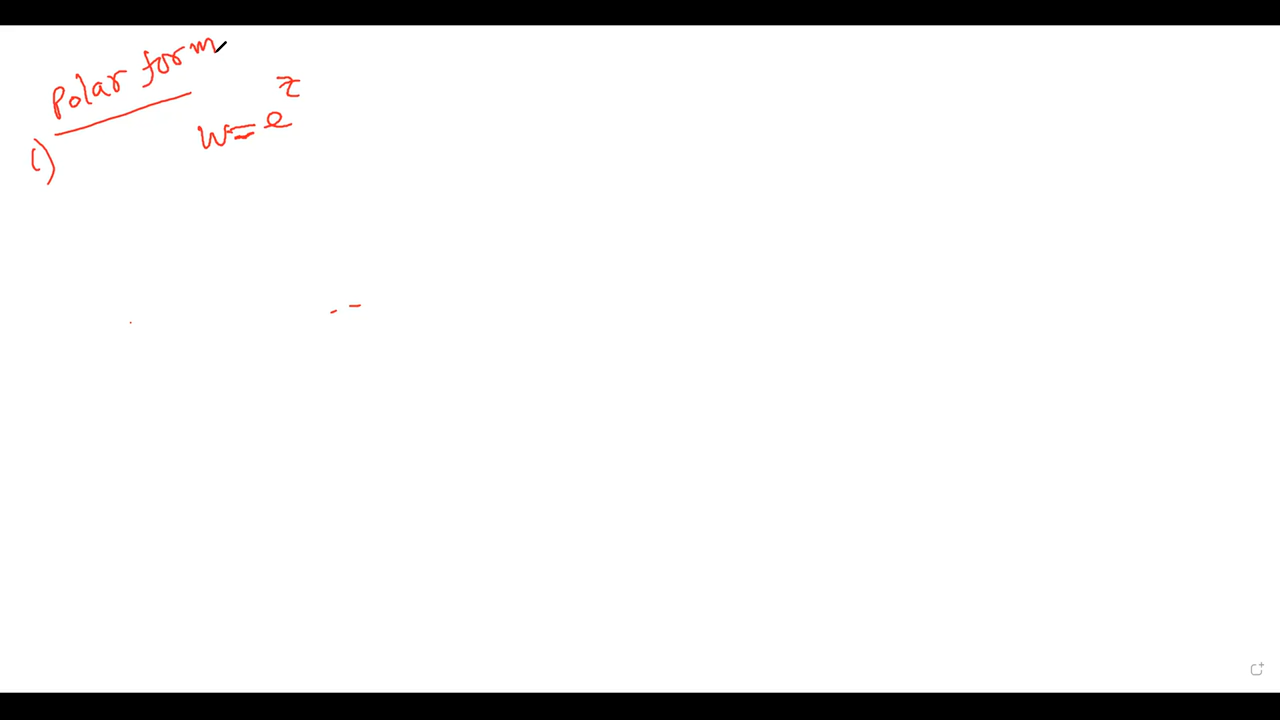 Polar form
1) w = e^z